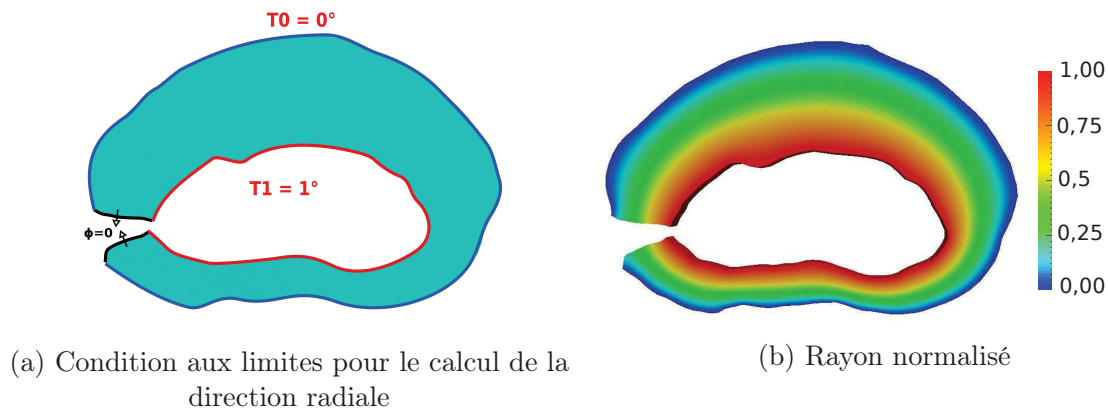 T0 = 0°
T1 = 1°
ϕ=0
1,00
0,75
0,5
0,25
0,00
(a) Condition aux limites pour le calcul de la
direction radiale
(b) Rayon normalisé